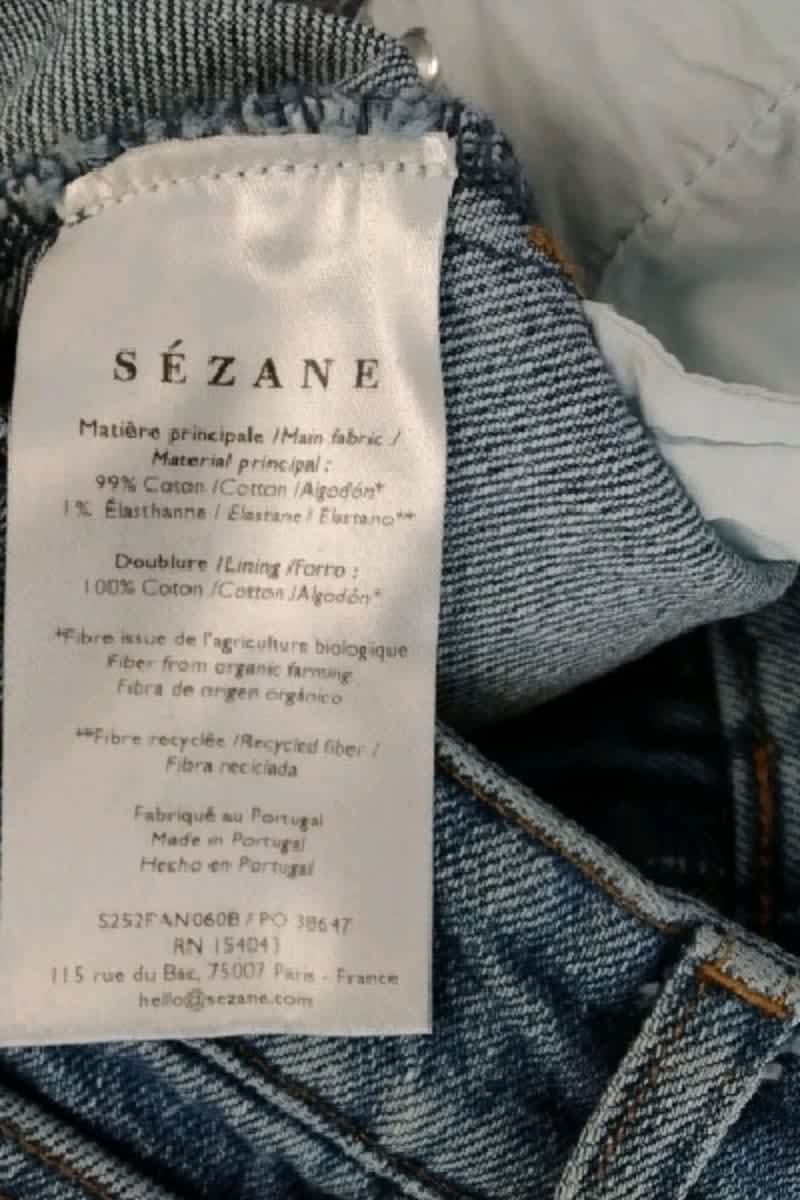 SÉZANE
Matière principale /Main fabric /
Material principal :
99% Coton /Cotton /Algodón*
1% Élasthanne / Elastane / Elastano**
Doublure /Lining /Forro :
100% Coton /Cotton /Algodón*
*Fibre issue de l'agriculture biologique
Fiber from organic farming
Fibra de origen orgánico
**Fibre recyclée /Recycled fiber /
Fibra reciclada
Fabriqué au Portugal
Made in Portugal
Hecho en Portugal
S252FAN060B / PO 38647
RN 154043
115 rue du Bac, 75007 Paris - France
hello@sezane.com